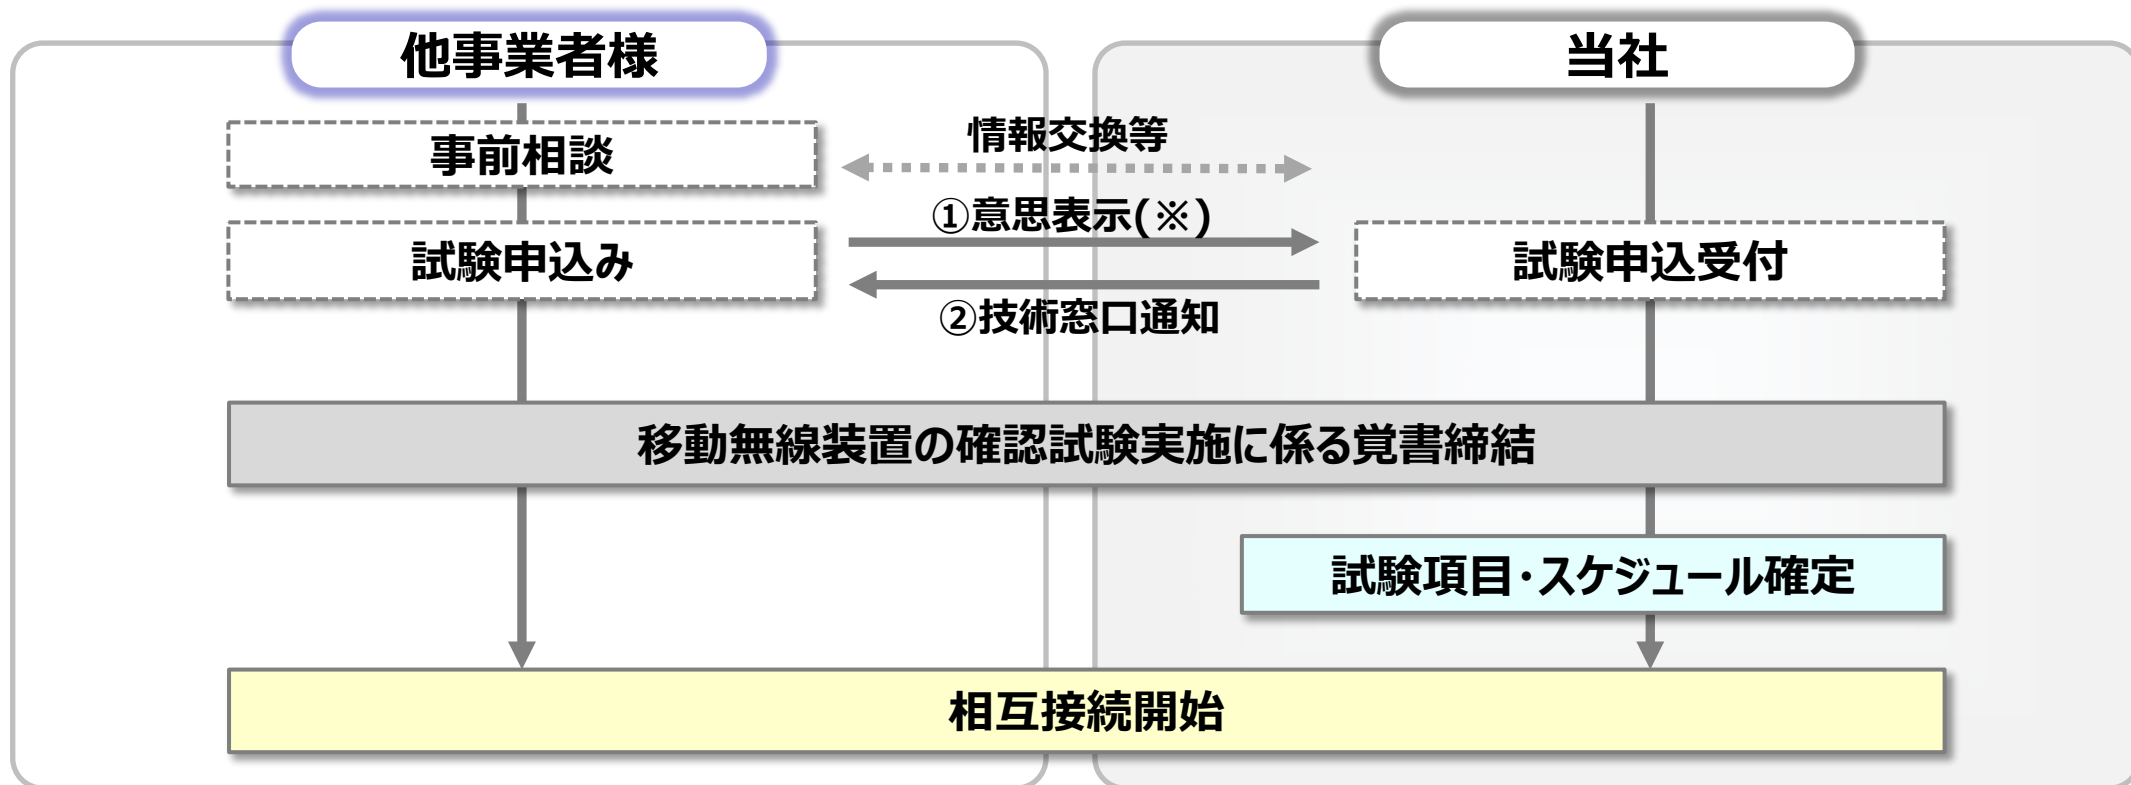 他事業者様
当社
事前相談
情報交換等
①意思表示(※)
試験申込み
試験申込受付
②技術窓口通知
移動無線装置の確認試験実施に係る覚書締結
試験項目・スケジュール確定
相互接続開始